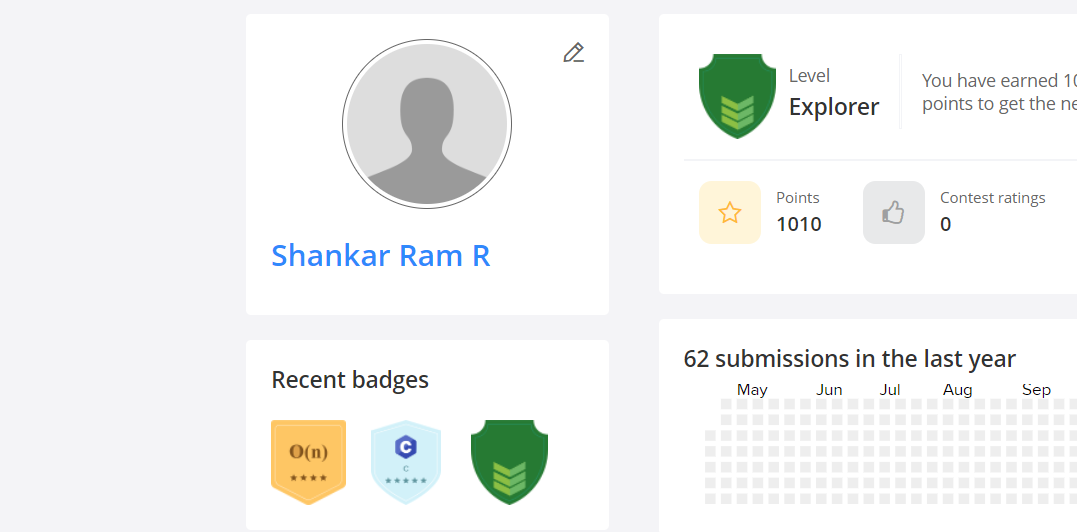 Shankar Ram R
Recent badges
O(n)
★★★★
C
C
★★★★★
Level
Explorer
You have earned 10
points to get the ne
Points
1010
Contest ratings
0
62 submissions in the last year
May Jun Jul Aug Sep